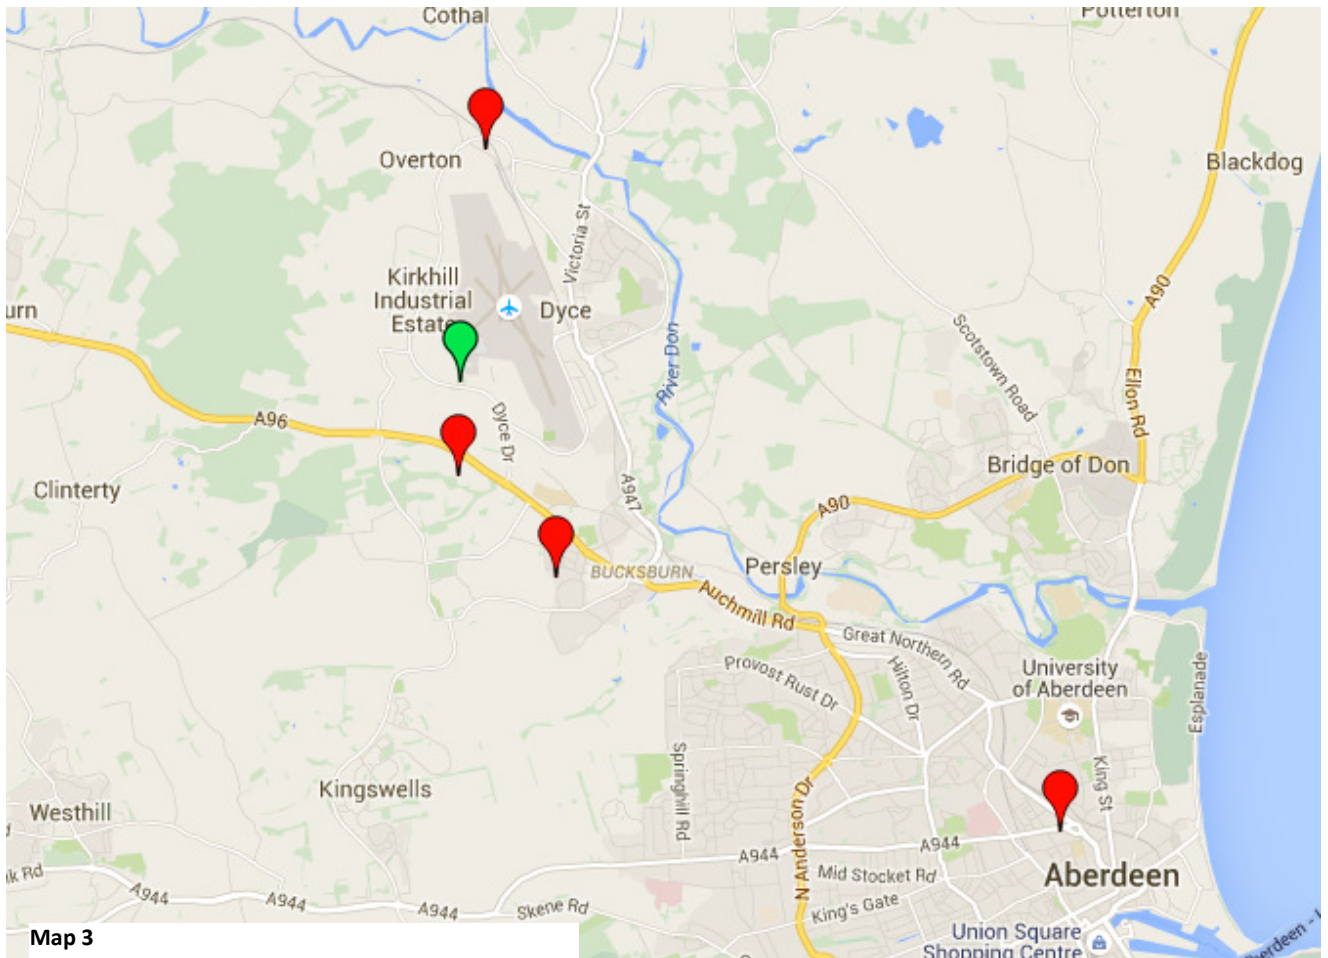 Cothal
Potterton
Overton
Blackdog
Victoria St
Kirkhill
Industrial
Estate
Dyce
urn
A90
River Don
Scotstown Road
Ellon Rd
A96
Dyce Dr
Clinterty
A947
Bridge of Don
A90
BUCKSBURN
Persley
Auchmill Rd
Great Northern Rd
Provost Rust Dr
Hilton Dr
University
of Aberdeen
Esplanade
Springhill Rd
Kingswells
King St
Westhill
N Anderson Dr
A944
A944
Mid Stocket Rd
Aberdeen
k Rd
A944
A944
A944
Skene Rd
King's Gate
Union Square
Shopping Centre
Aberdeen -
Map 3